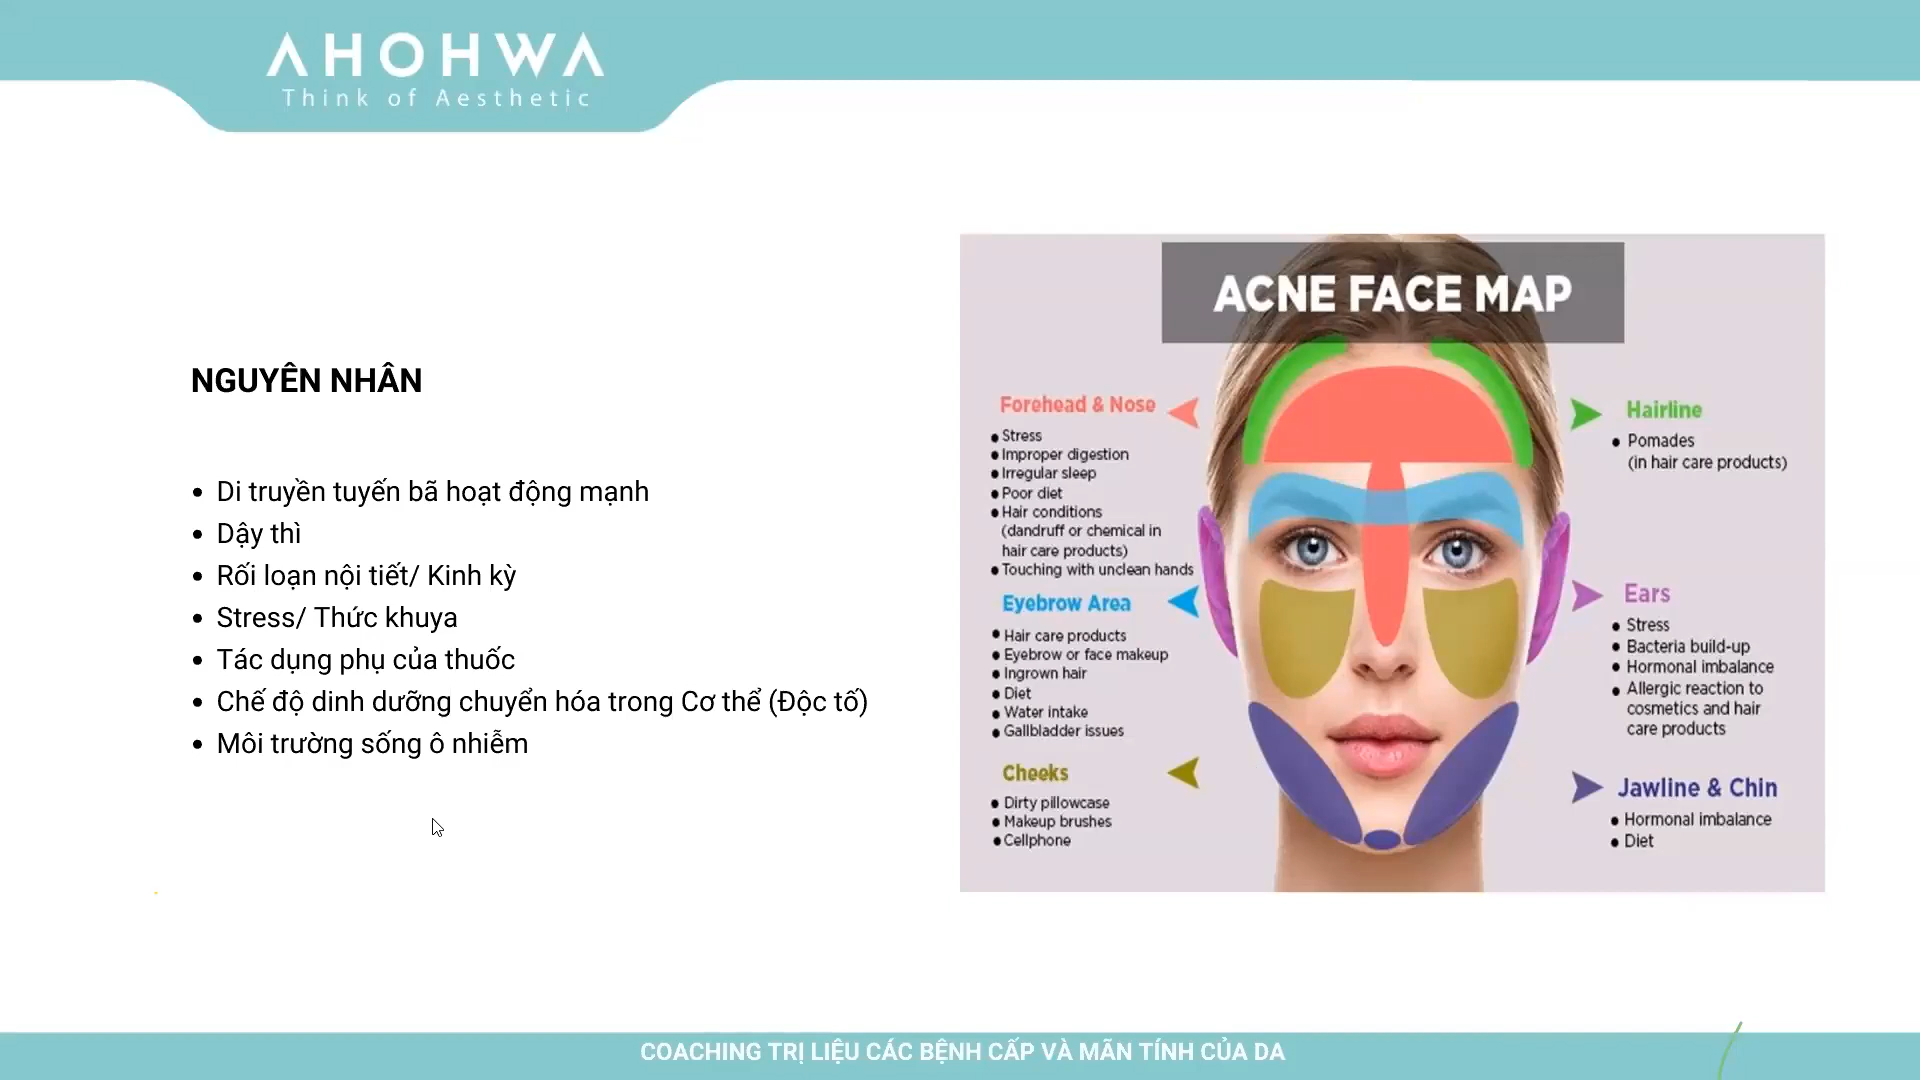 AHOHWA
Think of Aesthetic
NGUYÊN NHÂN
• Di truyền tuyến bã hoạt động mạnh
• Dậy thì
• Rối loạn nội tiết/ Kinh kỳ
• Stress/ Thức khuya
• Tác dụng phụ của thuốc
• Chế độ dinh dưỡng chuyển hóa trong Cơ thể (Độc tố)
• Môi trường sống ô nhiễm
ACNE FACE MAP
Forehead & Nose
• Stress
• Improper digestion
• Irregular sleep
• Poor diet
• Hair conditions
(dandruff or chemical in
hair care products)
• Touching with unclean hands
Eyebrow Area
• Hair care products
• Eyebrow or face makeup
• Ingrown hair
• Diet
• Water intake
• Gallbladder issues
Cheeks
• Dirty pillowcase
• Makeup brushes
• Cellphone
Hairline
• Pomades
(in hair care products)
Ears
• Stress
• Bacteria build-up
• Hormonal imbalance
• Allergic reaction to
cosmetics and hair
care products
Jawline & Chin
• Hormonal imbalance
• Diet
COACHING TRỊ LIỆU CÁC BỆNH CẤP VÀ MÃN TÍNH CỦA DA